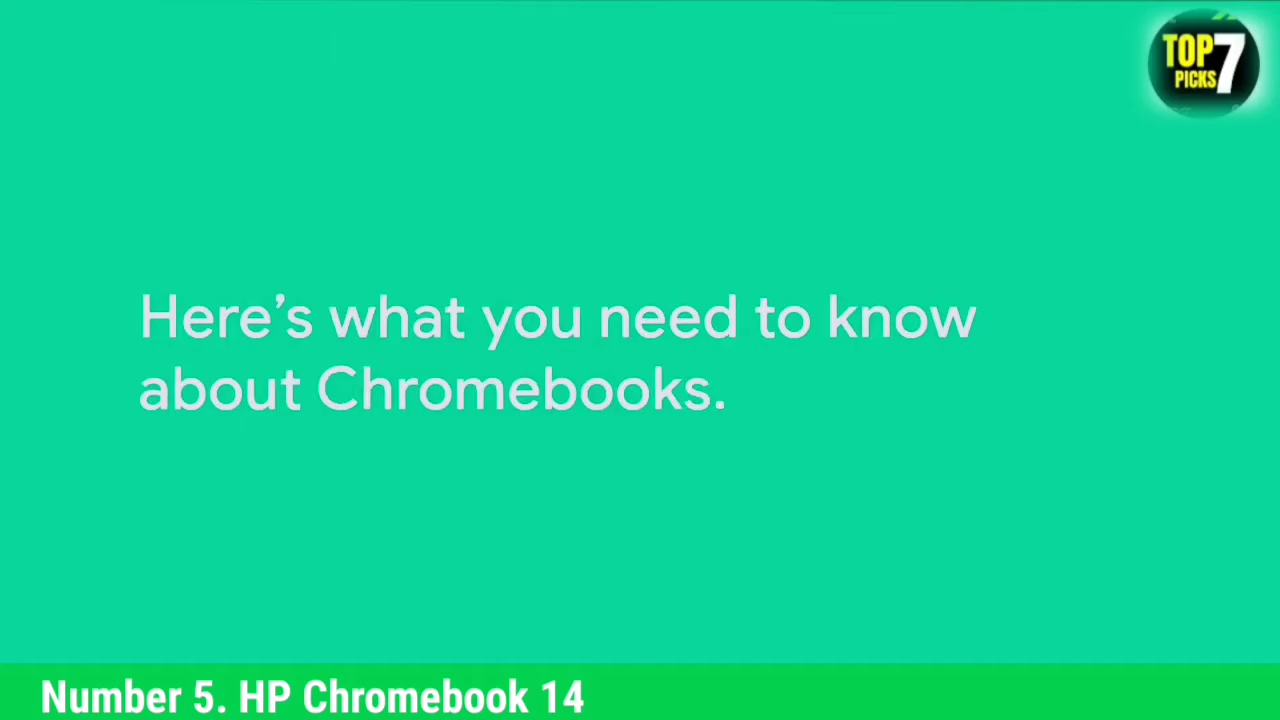 TOP 7
PICKS
Here’s what you need to know
about Chromebooks.
Number 5. HP Chromebook 14